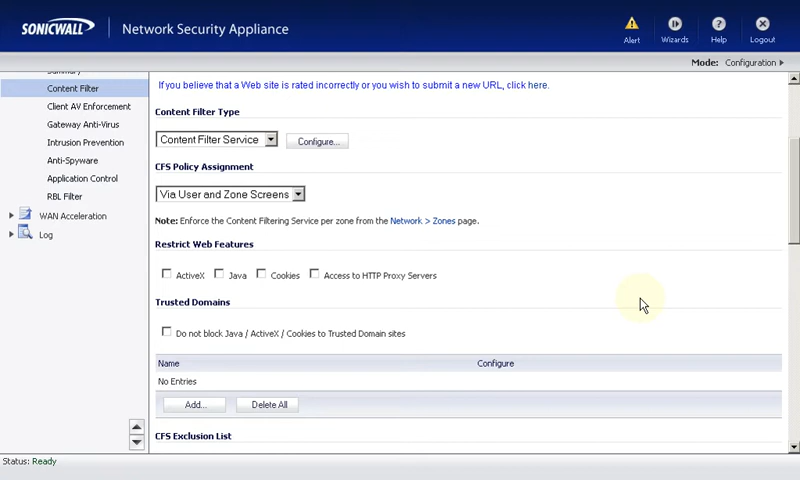 SONICWALL
Network Security Appliance
Alert
Wizards
Help
Logout
Mode: Configuration
Summary
Content Filter
Client AV Enforcement
Gateway Anti-Virus
Intrusion Prevention
Anti-Spyware
Application Control
RBL Filter
WAN Acceleration
Log
If you believe that a Web site is rated incorrectly or you wish to submit a new URL, click here.
Content Filter Type
Content Filter Service
Configure...
CFS Policy Assignment
Via User and Zone Screens
Note: Enforce the Content Filtering Service per zone from the Network > Zones page.
Restrict Web Features
ActiveX Java Cookies Access to HTTP Proxy Servers
Trusted Domains
Do not block Java / ActiveX / Cookies to Trusted Domain sites
Name Configure
No Entries
Add... Delete All
CFS Exclusion List
Status: Ready